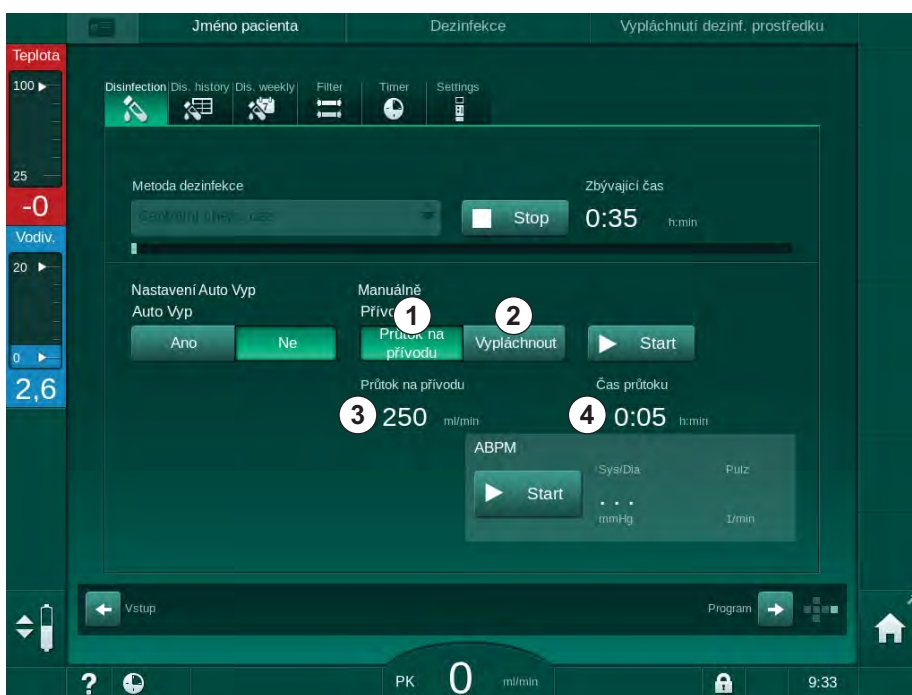 Jméno pacienta Dezinfekce Vypláchnutí dezinf. prostředku
Teplota
100
25
-0
Vodiv.
20
0
2,6
Disinfection Dis. history Dis. weekly Filter Timer Settings
Metoda dezinfekce Zbývající čas
Stop 0:35 h:min
Nastavení Auto Vyp Manuálně
Auto Vyp
1 2
Ano Ne Průtok na přívodu Vypláchnout Start
Průtok na přívodu Čas průtoku
3 250 ml/min 4 0:05 h:min
ABPM
Sys/Dia Pulz
Start . . .
mmHg 1/min
Vstup Program
? PK 0 ml/min 9:33